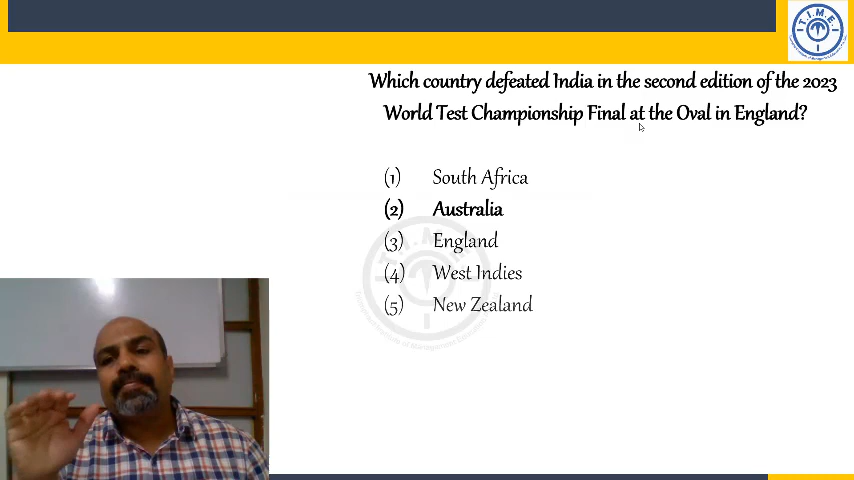 T.I.M.E.
Which country defeated India in the second edition of the 2023
World Test Championship Final at the Oval in England?
(1) South Africa
(2) Australia
(3) England
(4) West Indies
(5) New Zealand